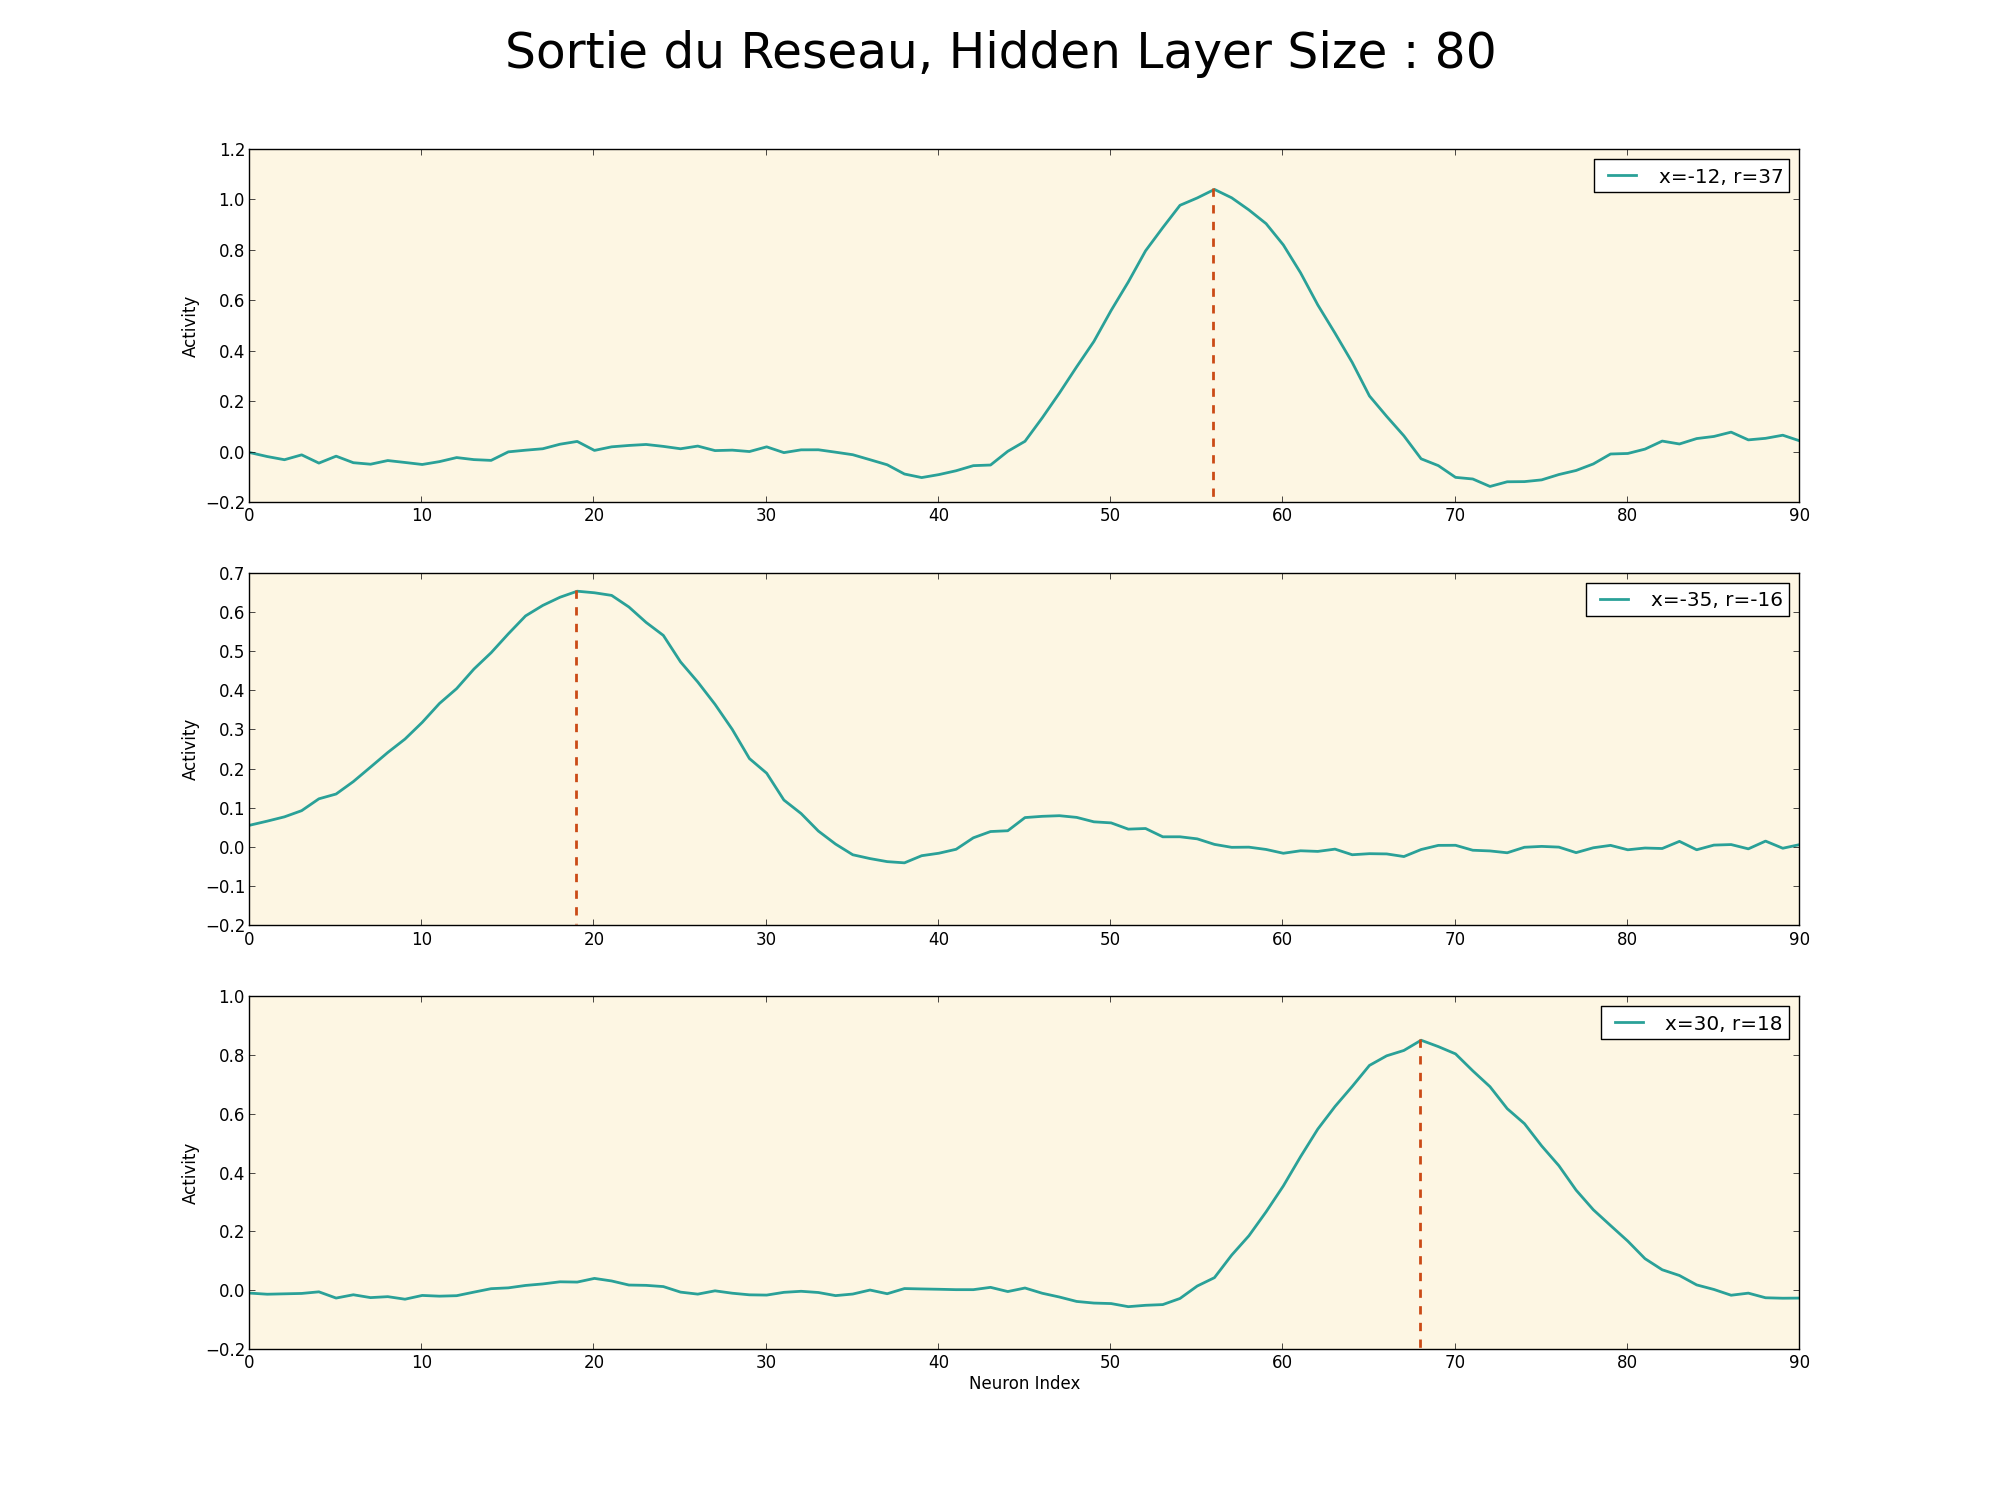 Sortie du Reseau, Hidden Layer Size : 80
1.2
1.0
0.8
0.6
0.4
0.2
0.0
−0.2
Activity
x=-12, r=37
0 10 20 30 40 50 60 70 80 90
0.7
0.6
0.5
0.4
0.3
0.2
0.1
0.0
−0.1
−0.2
Activity
x=-35, r=-16
0 10 20 30 40 50 60 70 80 90
1.0
0.8
0.6
0.4
0.2
0.0
−0.2
Activity
x=30, r=18
0 10 20 30 40 50 60 70 80 90
Neuron Index